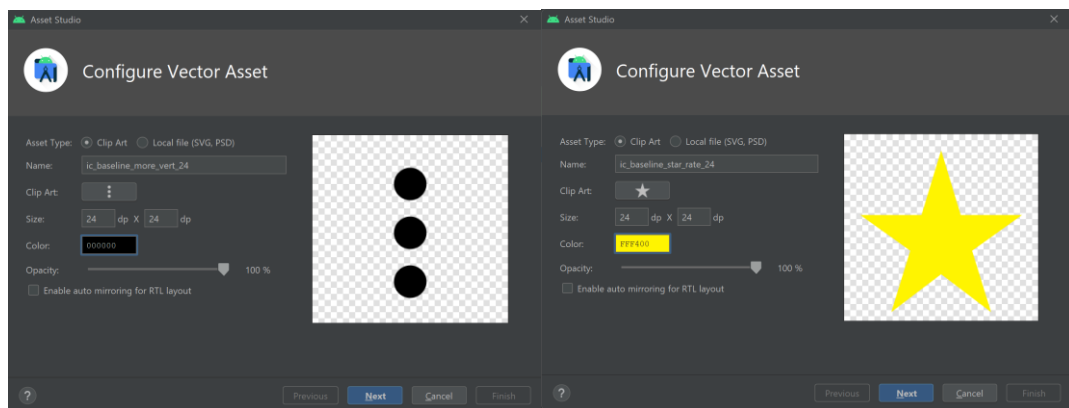 Asset Studio
Configure Vector Asset
Asset Type: Clip Art Local file (SVG, PSD)
Name: ic_baseline_more_vert_24
Clip Art:
Size: 24 dp X 24 dp
Color: 000000
Opacity: 100 %
Enable auto mirroring for RTL layout
? Previous Next Cancel Finish
Asset Studio
Configure Vector Asset
Asset Type: Clip Art Local file (SVG, PSD)
Name: ic_baseline_star_rate_24
Clip Art:
Size: 24 dp X 24 dp
Color: FFF400
Opacity: 100 %
Enable auto mirroring for RTL layout
? Previous Next Cancel Finish